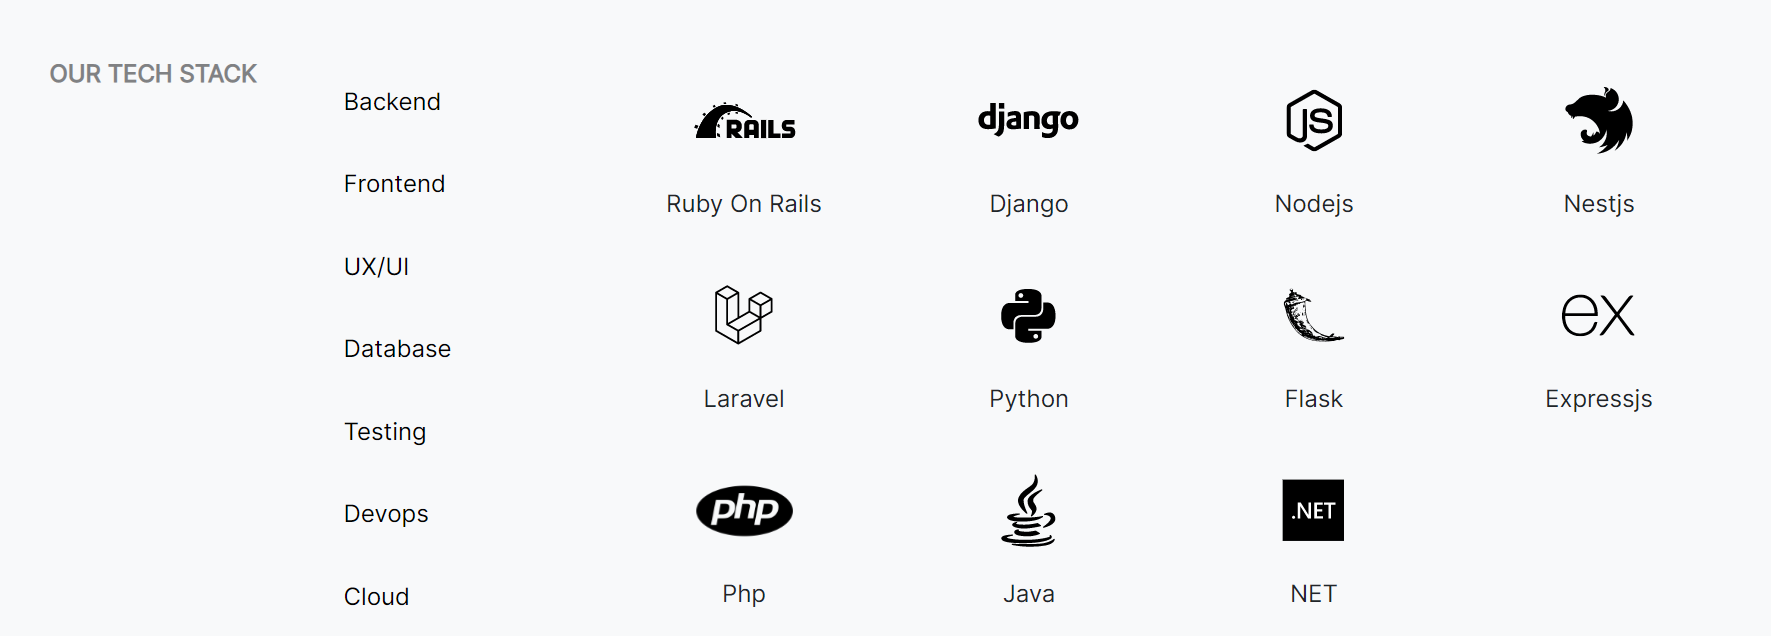 OUR TECH STACK
Backend
Frontend
UX/UI
Database
Testing
Devops
Cloud
RAILS
django
JS
Ruby On Rails
Django
Nodejs
Nestjs
ex
Laravel
Python
Flask
Expressjs
php
.NET
Php
Java
NET